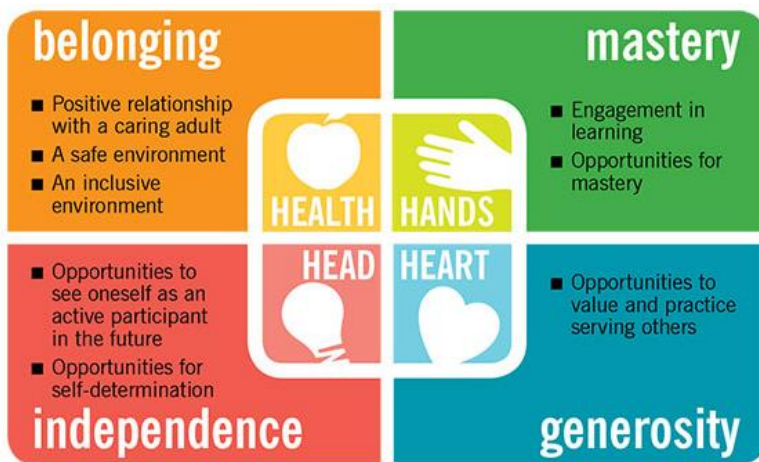 belonging
■ Positive relationship
with a caring adult
■ A safe environment
■ An inclusive
environment
HEALTH
mastery
■ Engagement in
learning
■ Opportunities for
mastery
HANDS
HEAD
■ Opportunities to
see oneself as an
active participant
in the future
■ Opportunities for
self-determination
independence
HEART
■ Opportunities to
value and practice
serving others
generosity